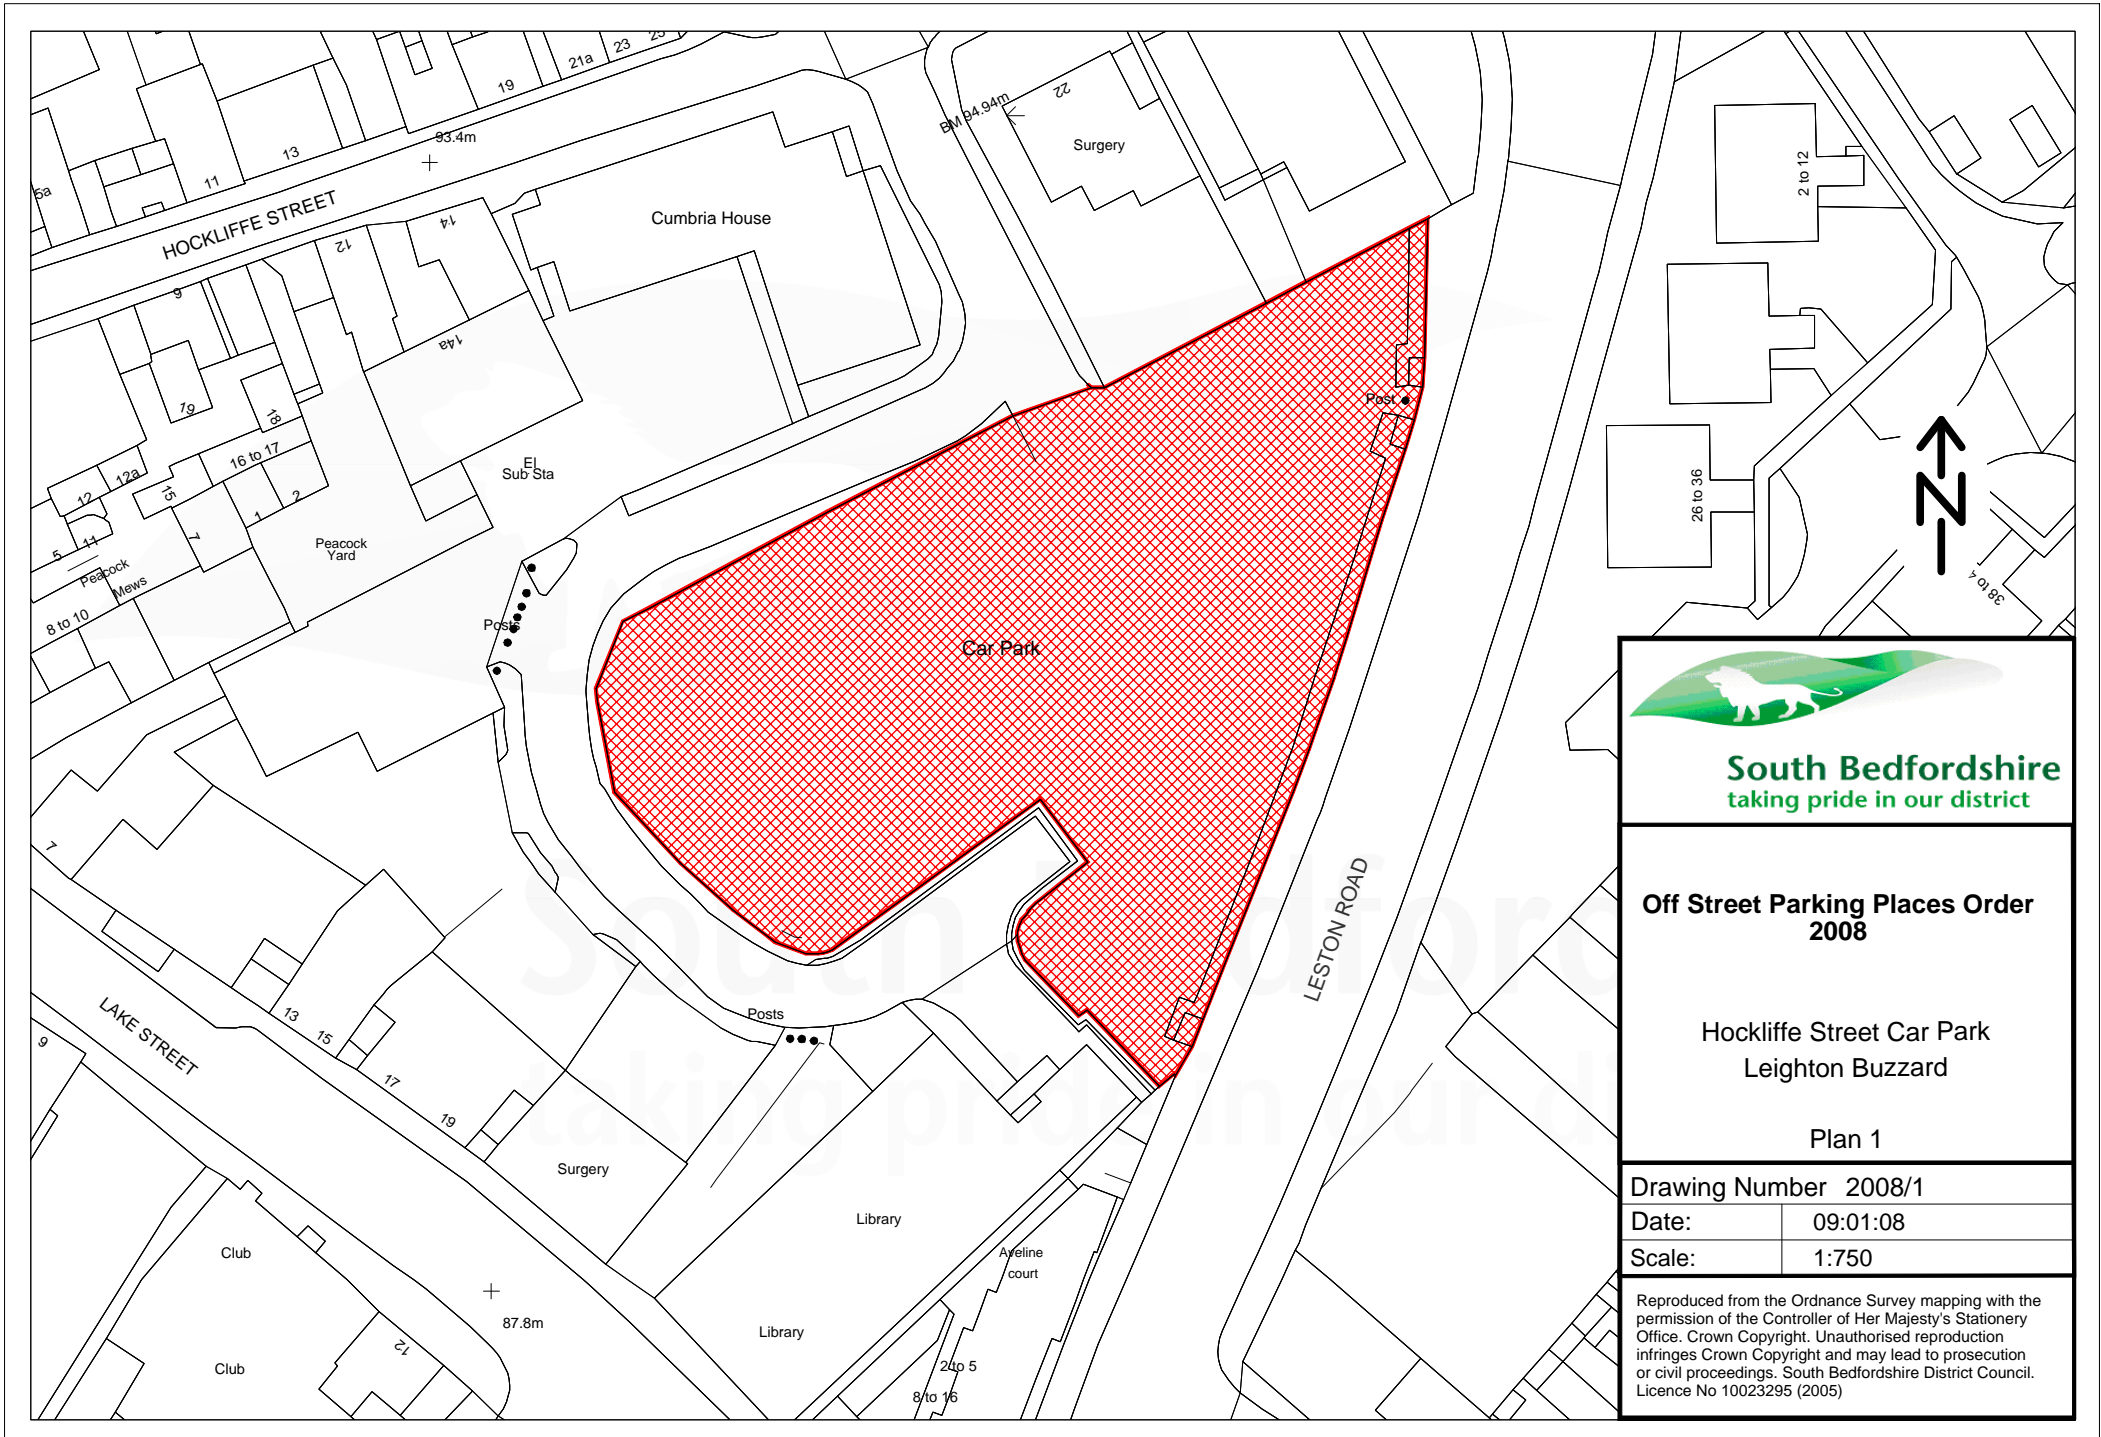 5a
11
13
19
21a
23
25
93.4m
HOCKLIFFE STREET
BM 94.94m
22
Surgery
Cumbria House
2 to 12
9
12
14
14a
19
18
16 to 17
12
12a
15
El
Sub Sta
Post
5
11
7
1
2
Peacock
Yard
Peacock
Mews
8 to 10
Posts
Car Park
26 to 36
38 to 4
7
LAKE STREET
9
13
15
17
19
Posts
LESTON ROAD
Surgery
Library
Library
Aveline
court
Club
Club
12
87.8m
2 to 5
8 to 16
N
South Bedfordshire
taking pride in our district
Off Street Parking Places Order
2008
Hockliffe Street Car Park
Leighton Buzzard
Plan 1
Drawing Number 2008/1
Date: 09:01:08
Scale: 1:750
Reproduced from the Ordnance Survey mapping with the
permission of the Controller of Her Majesty's Stationery
Office. Crown Copyright. Unauthorised reproduction
infringes Crown Copyright and may lead to prosecution
or civil proceedings. South Bedfordshire District Council.
Licence No 10023295 (2005)
South Bedford
taking pride in our di